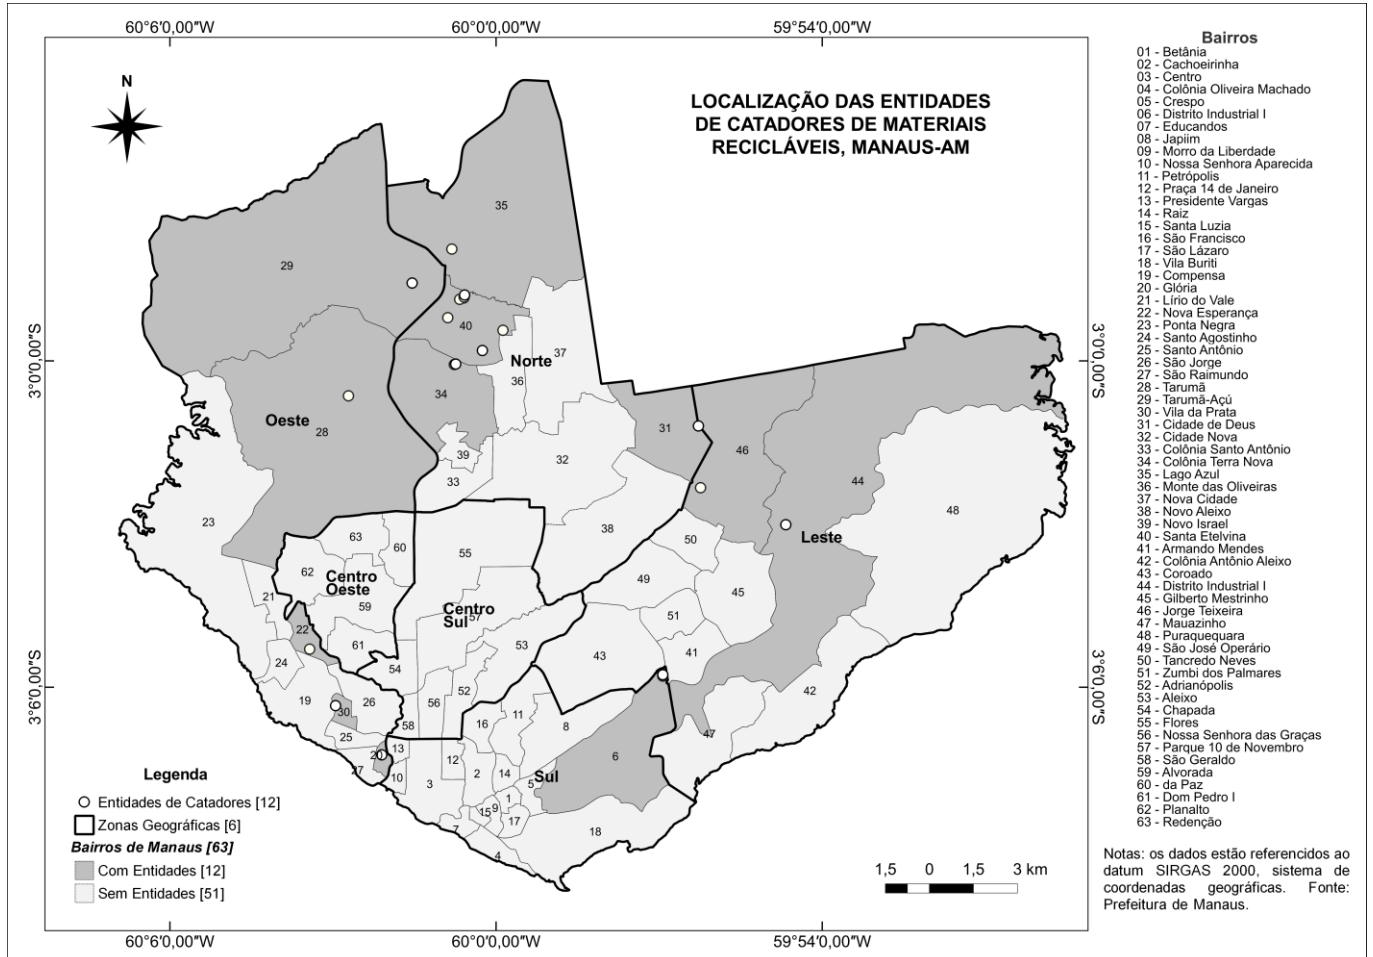 60°6'0,00"W
60°0'0,00"W
59°54'0,00"W
N
LOCALIZAÇÃO DAS ENTIDADES
DE CATADORES DE MATERIAIS
RECICLÁVEIS, MANAUS-AM
3°0'0,00"S
3°0'0,00"S
3°6'0,00"S
3°6'0,00"S
35
29
40
37
Norte
36
34
Oeste
28
31
46
39
32
33
44
23
48
38
Leste
63
60
55
50
62
Centro
Oeste
59
49
45
21
Centro
Sul
57
51
22
61
53
43
41
24
54
19
26
56
52
42
30
58
16
11
8
47
25
13
20
27
10
12
6
3
2
14
Sul
5
1
9
15
17
7
18
4
Legenda
Entidades de Catadores [12]
Zonas Geográficas [6]
Bairros de Manaus [63]
Com Entidades [12]
Sem Entidades [51]
1,5 0 1,5 3 km
60°6'0,00"W
60°0'0,00"W
59°54'0,00"W
Bairros
01 - Betânia
02 - Cachoeirinha
03 - Centro
04 - Colônia Oliveira Machado
05 - Crespo
06 - Distrito Industrial I
07 - Educandos
08 - Japiim
09 - Morro da Liberdade
10 - Nossa Senhora Aparecida
11 - Petrópolis
12 - Praça 14 de Janeiro
13 - Presidente Vargas
14 - Raiz
15 - Santa Luzia
16 - São Francisco
17 - São Lázaro
18 - Vila Buriti
19 - Compensa
20 - Glória
21 - Lírio do Vale
22 - Nova Esperança
23 - Ponta Negra
24 - Santo Agostinho
25 - Santo Antônio
26 - São Jorge
27 - São Raimundo
28 - Tarumã
29 - Tarumã-Açú
30 - Vila da Prata
31 - Cidade de Deus
32 - Cidade Nova
33 - Colônia Santo Antônio
34 - Colônia Terra Nova
35 - Lago Azul
36 - Monte das Oliveiras
37 - Nova Cidade
38 - Novo Aleixo
39 - Novo Israel
40 - Santa Etelvina
41 - Armando Mendes
42 - Colônia Antônio Aleixo
43 - Coroado
44 - Distrito Industrial I
45 - Gilberto Mestrinho
46 - Jorge Teixeira
47 - Mauazinho
48 - Puraquequara
49 - São José Operário
50 - Tancredo Neves
51 - Zumbi dos Palmares
52 - Adrianópolis
53 - Aleixo
54 - Chapada
55 - Flores
56 - Nossa Senhora das Graças
57 - Parque 10 de Novembro
58 - São Geraldo
59 - Alvorada
60 - da Paz
61 - Dom Pedro I
62 - Planalto
63 - Redenção
Notas: os dados estão referencidos ao
datum SIRGAS 2000, sistema de
coordenadas geográficas. Fonte:
Prefeitura de Manaus.